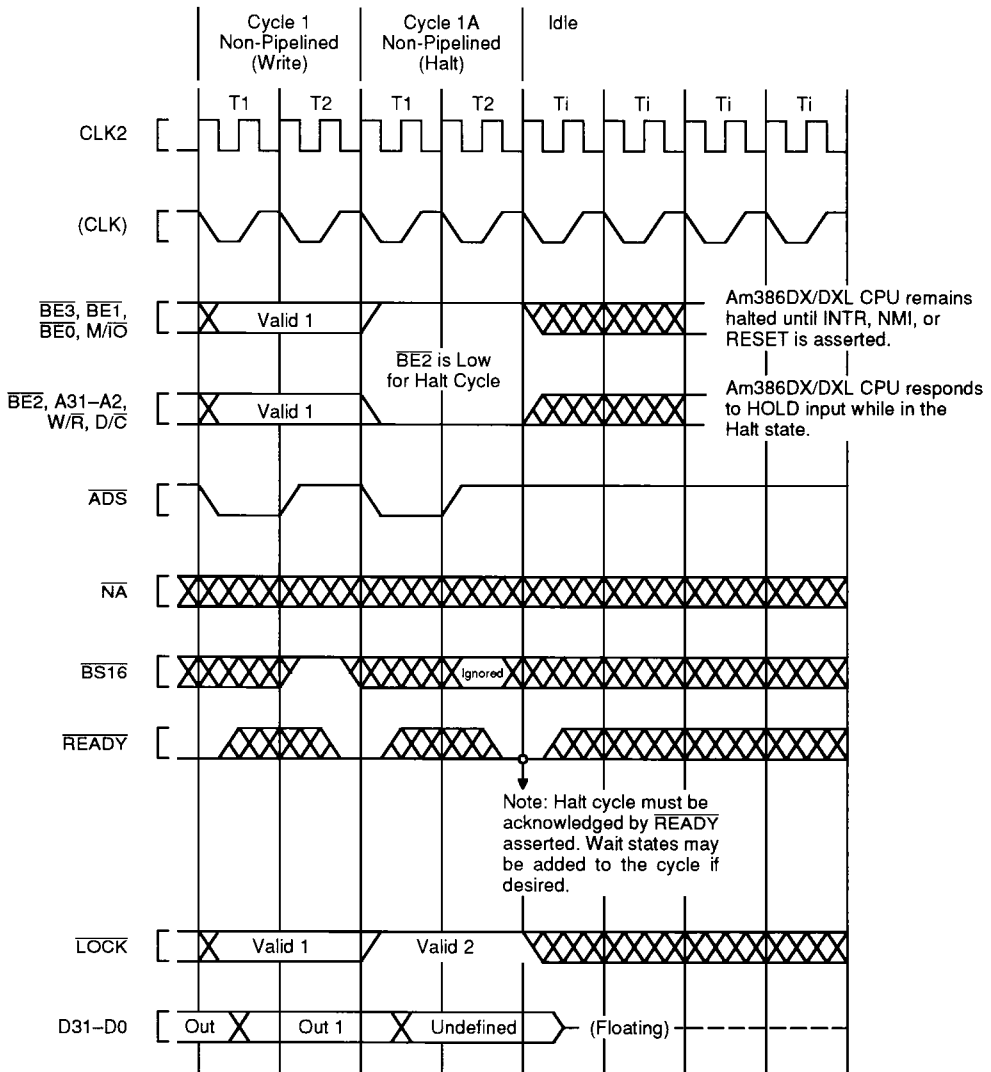 Cycle 1
Non-Pipelined
(Write)
Cycle 1A
Non-Pipelined
(Halt)
Idle
T1 T2 T1 T2 Ti Ti Ti Ti
CLK2
(CLK)
BE3, BE1,
BE0, M/IO
Valid 1
Am386DX/DXL CPU remains
halted until INTR, NMI, or
RESET is asserted.
BE2 is Low
for Halt Cycle
BE2, A31–A2,
W/R, D/C
Valid 1
Am386DX/DXL CPU responds
to HOLD input while in the
Halt state.
ADS
NA
BS16
Ignored
READY
Note: Halt cycle must be
acknowledged by READY
asserted. Wait states may
be added to the cycle if
desired.
LOCK
Valid 1
Valid 2
D31–D0
Out
Out 1
Undefined
(Floating)